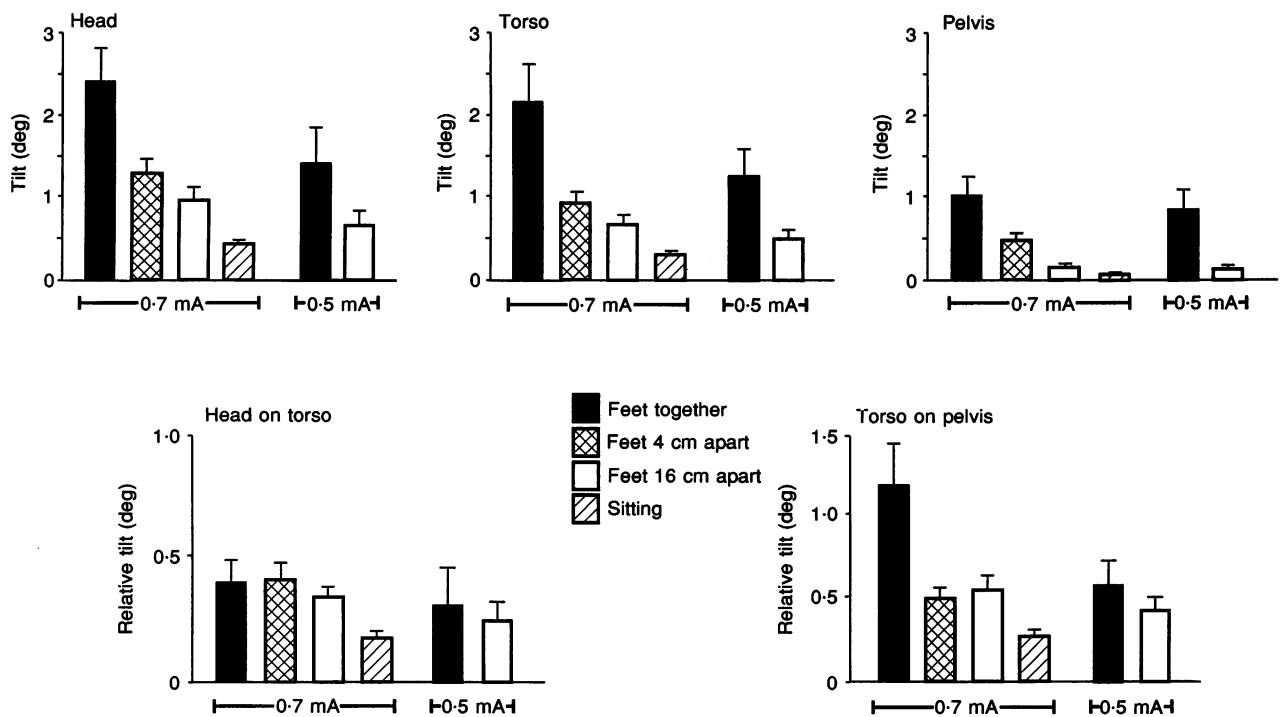 Head
3
2
1
0
Tilt (deg)
0·7 mA
0·5 mA
Torso
3
2
1
0
Tilt (deg)
0·7 mA
0·5 mA
Pelvis
3
2
1
0
Tilt (deg)
0·7 mA
0·5 mA
Head on torso
1·0
0·5
0
Relative tilt (deg)
0·7 mA
0·5 mA
Feet together
Feet 4 cm apart
Feet 16 cm apart
Sitting
Torso on pelvis
1·5
1·0
0·5
0
Relative tilt (deg)
0·7 mA
0·5 mA